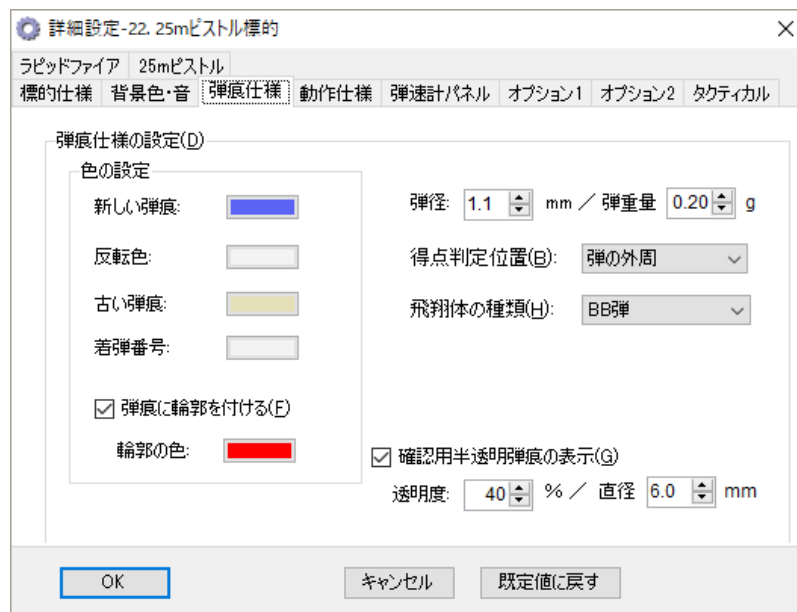 詳細設定-22. 25mピストル標的
ラピッドファイア 25mピストル
標的仕様 背景色・音 弾痕仕様 動作仕様 弾速計パネル オプション1 オプション2 タクティカル
弾痕仕様の設定(D)
色の設定
新しい弾痕:
反転色:
古い弾痕:
着弾番号:
弾痕に輪郭を付ける(F)
輪郭の色:
弾径: 1.1 mm / 弾重量 0.20 g
得点判定位置(B): 弾の外周
飛翔体の種類(H): BB弾
確認用半透明弾痕の表示(G)
透明度: 40 % / 直径 6.0 mm
OK キャンセル 既定値に戻す